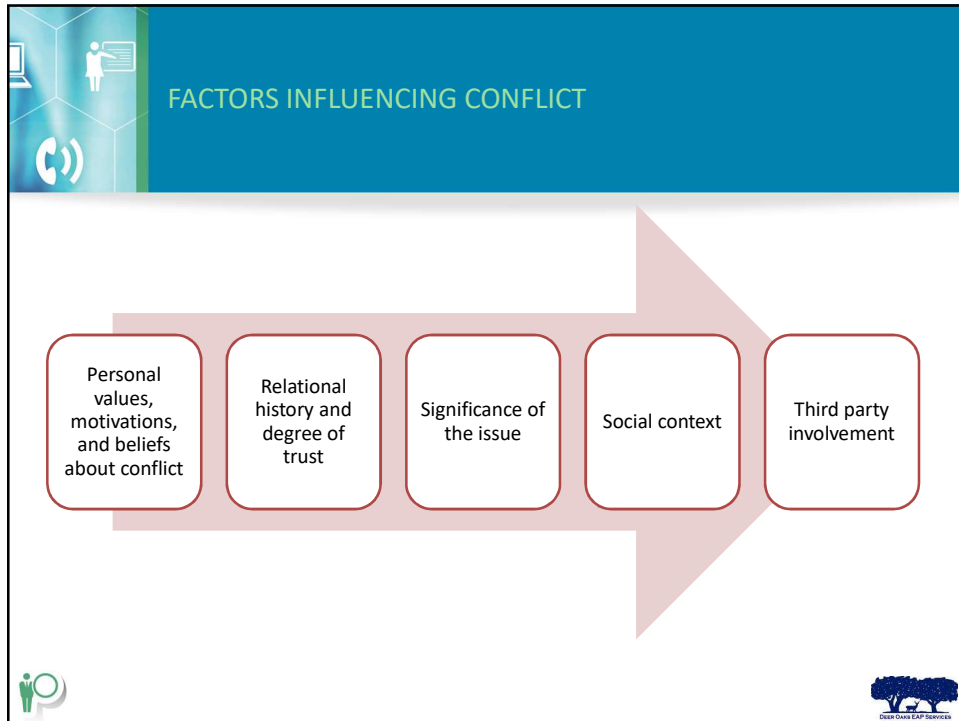 FACTORS INFLUENCING CONFLICT
Personal
values,
motivations,
and beliefs
about conflict
Relational
history and
degree of
trust
Significance of
the issue
Social context
Third party
involvement
DEER OAKS EAP SERVICES